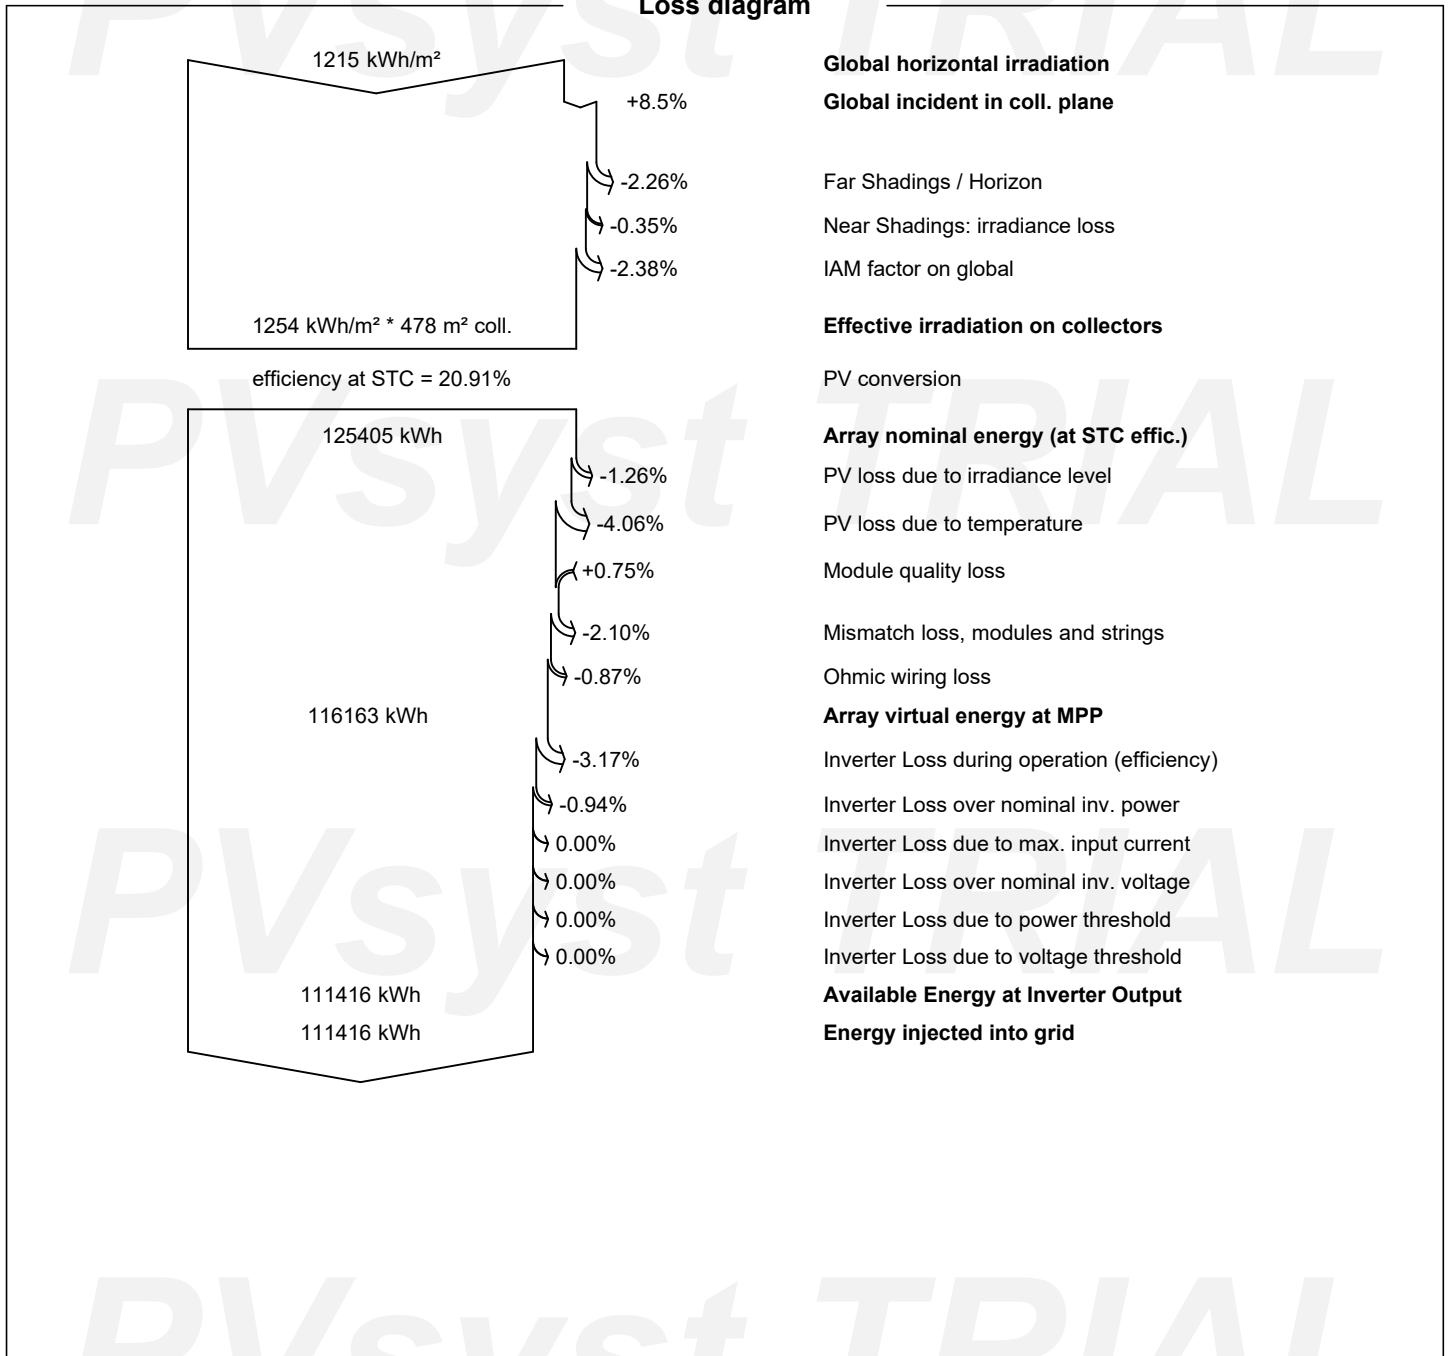 Loss diagram
1215 kWh/m² Global horizontal irradiation
+8.5% Global incident in coll. plane
-2.26% Far Shadings / Horizon
-0.35% Near Shadings: irradiance loss
-2.38% IAM factor on global
1254 kWh/m² * 478 m² coll. Effective irradiation on collectors
efficiency at STC = 20.91% PV conversion
125405 kWh Array nominal energy (at STC effic.)
-1.26% PV loss due to irradiance level
-4.06% PV loss due to temperature
+0.75% Module quality loss
-2.10% Mismatch loss, modules and strings
-0.87% Ohmic wiring loss
116163 kWh Array virtual energy at MPP
-3.17% Inverter Loss during operation (efficiency)
-0.94% Inverter Loss over nominal inv. power
0.00% Inverter Loss due to max. input current
0.00% Inverter Loss over nominal inv. voltage
0.00% Inverter Loss due to power threshold
0.00% Inverter Loss due to voltage threshold
111416 kWh Available Energy at Inverter Output
111416 kWh Energy injected into grid
PVsyst TRIAL
PVsyst TRIAL
PVsyst TRIAL
PVsyst TRIAL